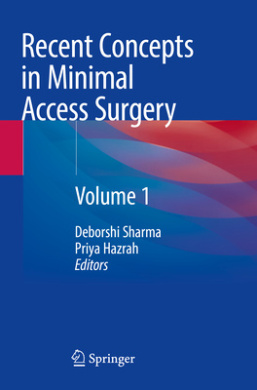 Recent Concepts
in Minimal
Access Surgery
Volume 1
Deborshi Sharma
Priya Hazrah
Editors
Springer